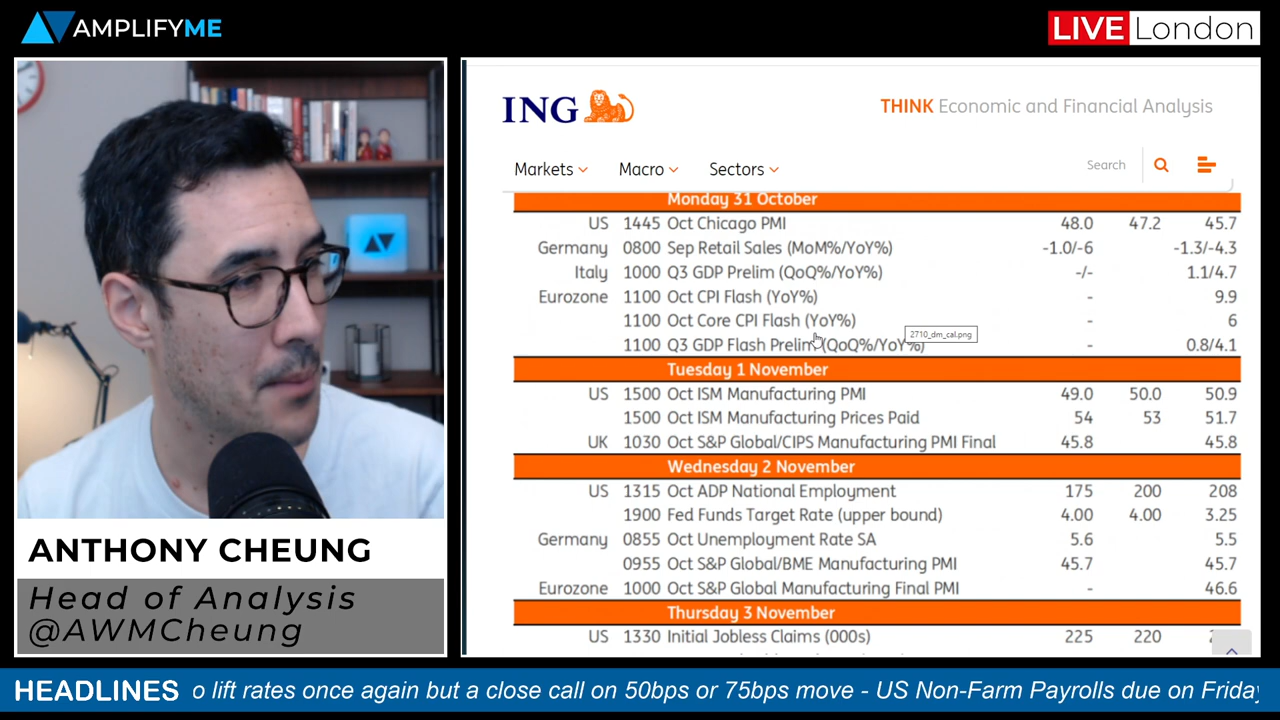 AMPLIFYME
LIVE London
ING
THINK Economic and Financial Analysis
Markets Macro Sectors
Search
Monday 31 October
US 1445 Oct Chicago PMI 48.0 47.2 45.7
Germany 0800 Sep Retail Sales (MoM%/YoY%) -1.0/-6 -1.3/-4.3
Italy 1000 Q3 GDP Prelim (QoQ%/YoY%) -/- 1.1/4.7
Eurozone 1100 Oct CPI Flash (YoY%) - 9.9
1100 Oct Core CPI Flash (YoY%) - 6
2710_dm_cal.png
1100 Q3 GDP Flash Prelim (QoQ%/YoY%) - 0.8/4.1
Tuesday 1 November
US 1500 Oct ISM Manufacturing PMI 49.0 50.0 50.9
1500 Oct ISM Manufacturing Prices Paid 54 53 51.7
UK 1030 Oct S&P Global/CIPS Manufacturing PMI Final 45.8 45.8
Wednesday 2 November
US 1315 Oct ADP National Employment 175 200 208
1900 Fed Funds Target Rate (upper bound) 4.00 4.00 3.25
Germany 0855 Oct Unemployment Rate SA 5.6 5.5
0955 Oct S&P Global/BME Manufacturing PMI 45.7 45.7
Eurozone 1000 Oct S&P Global Manufacturing Final PMI - 46.6
Thursday 3 November
US 1330 Initial Jobless Claims (000s) 225 220
ANTHONY CHEUNG
Head of Analysis
@AWMCheung
HEADLINES o lift rates once again but a close call on 50bps or 75bps move - US Non-Farm Payrolls due on Friday